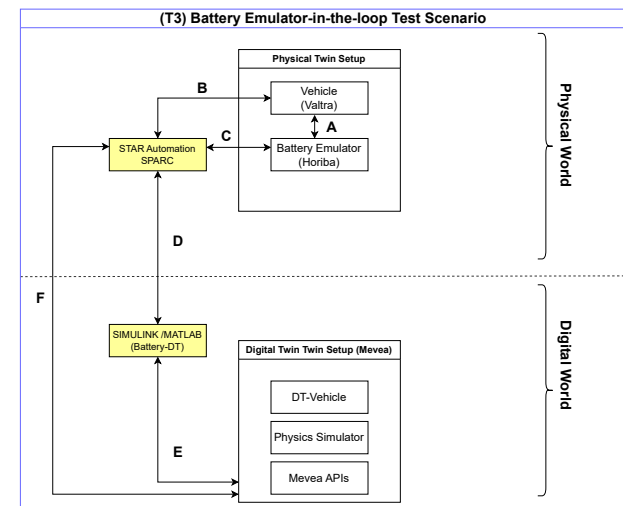 (T3) Battery Emulator-in-the-loop Test Scenario
Physical Twin Setup
Vehicle
(Valtra)
B
A
C
Battery Emulator
(Horiba)
STAR Automation
SPARC
Physical World
D
F
SIMULINK /MATLAB
(Battery-DT)
Digital Twin Twin Setup (Mevea)
DT-Vehicle
Physics Simulator
Mevea APIs
E
Digital World